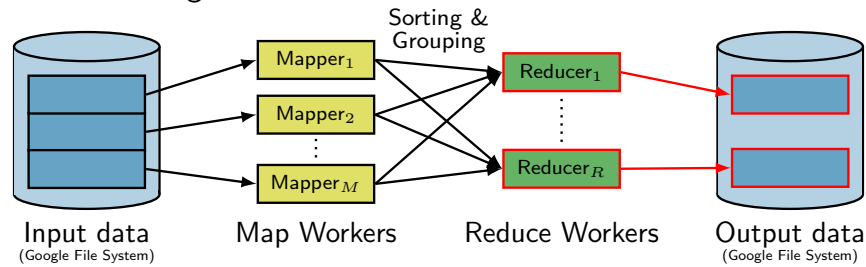 Sorting &
Grouping
Mapper1
Mapper2
MapperM
Reducer1
ReducerR
Input data
(Google File System)
Map Workers
Reduce Workers
Output data
(Google File System)